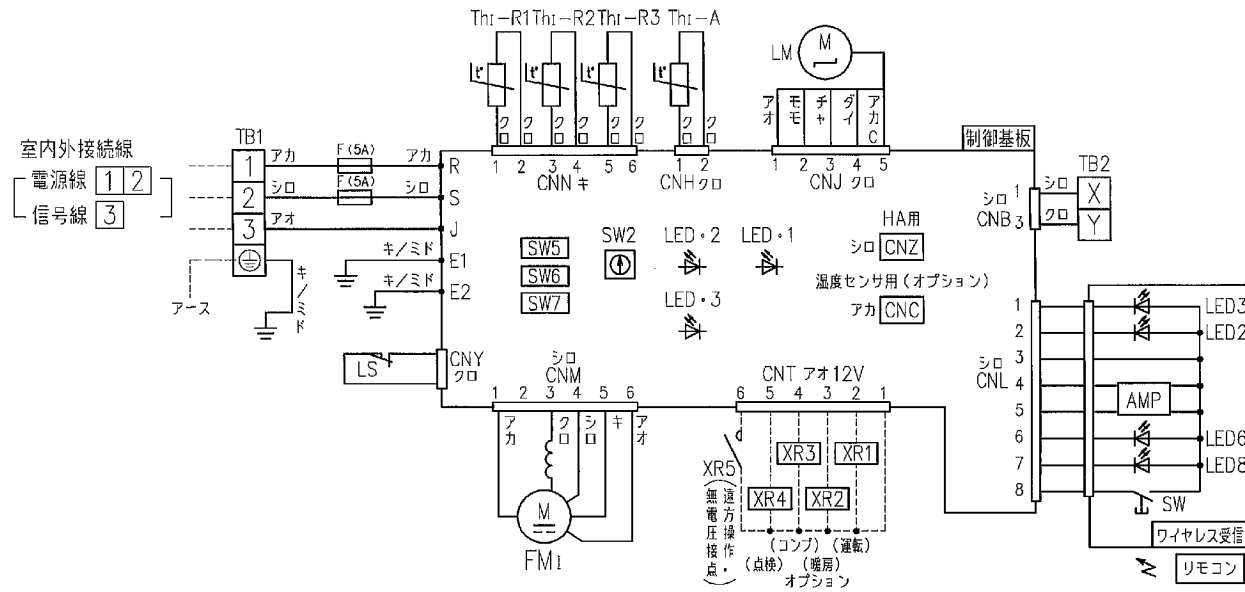 ThI-R1 ThI-R2 ThI-R3 ThI-A
t° t° t° t°
LM M
クロ クロ クロ クロ クロ クロ クロ クロ
アオ モモ チャ ダイ アカ C
1 2 3 4 5 6 1 2 1 2 3 4 5
CNN キ CNH クロ CNJ クロ
制御基板
室内外接続線
電源線 1 2
信号線 3
TB1
1 アカ F(5A) アカ R
2 シロ F(5A) シロ S
3 アオ J
キ/ミド E1
キ/ミド E2
キ/ミド
アース
TB2
シロ CNB
1 シロ X
3 クロ Y
SW5
SW6
SW7
SW2
LED・2 LED・1
LED・3
HA用
シロ CNZ
温度センサ用(オプション)
アカ CNC
LS
CNY
クロ
シロ
CNM
1 2 3 4 5 6
アカ クロ シロ キ アオ
M
FMI
CNT アオ 12V
6 5 4 3 2 1
XR5
XR3 XR1
XR4 XR2
(遠方操作・無電圧接点)
(コンプ) (運転)
(点検) (暖房)
オプション
シロ
CNL
1 LED3
2 LED2
3
4
AMP
5
6 LED6
7 LED8
8 SW
ワイヤレス受信
リモコン